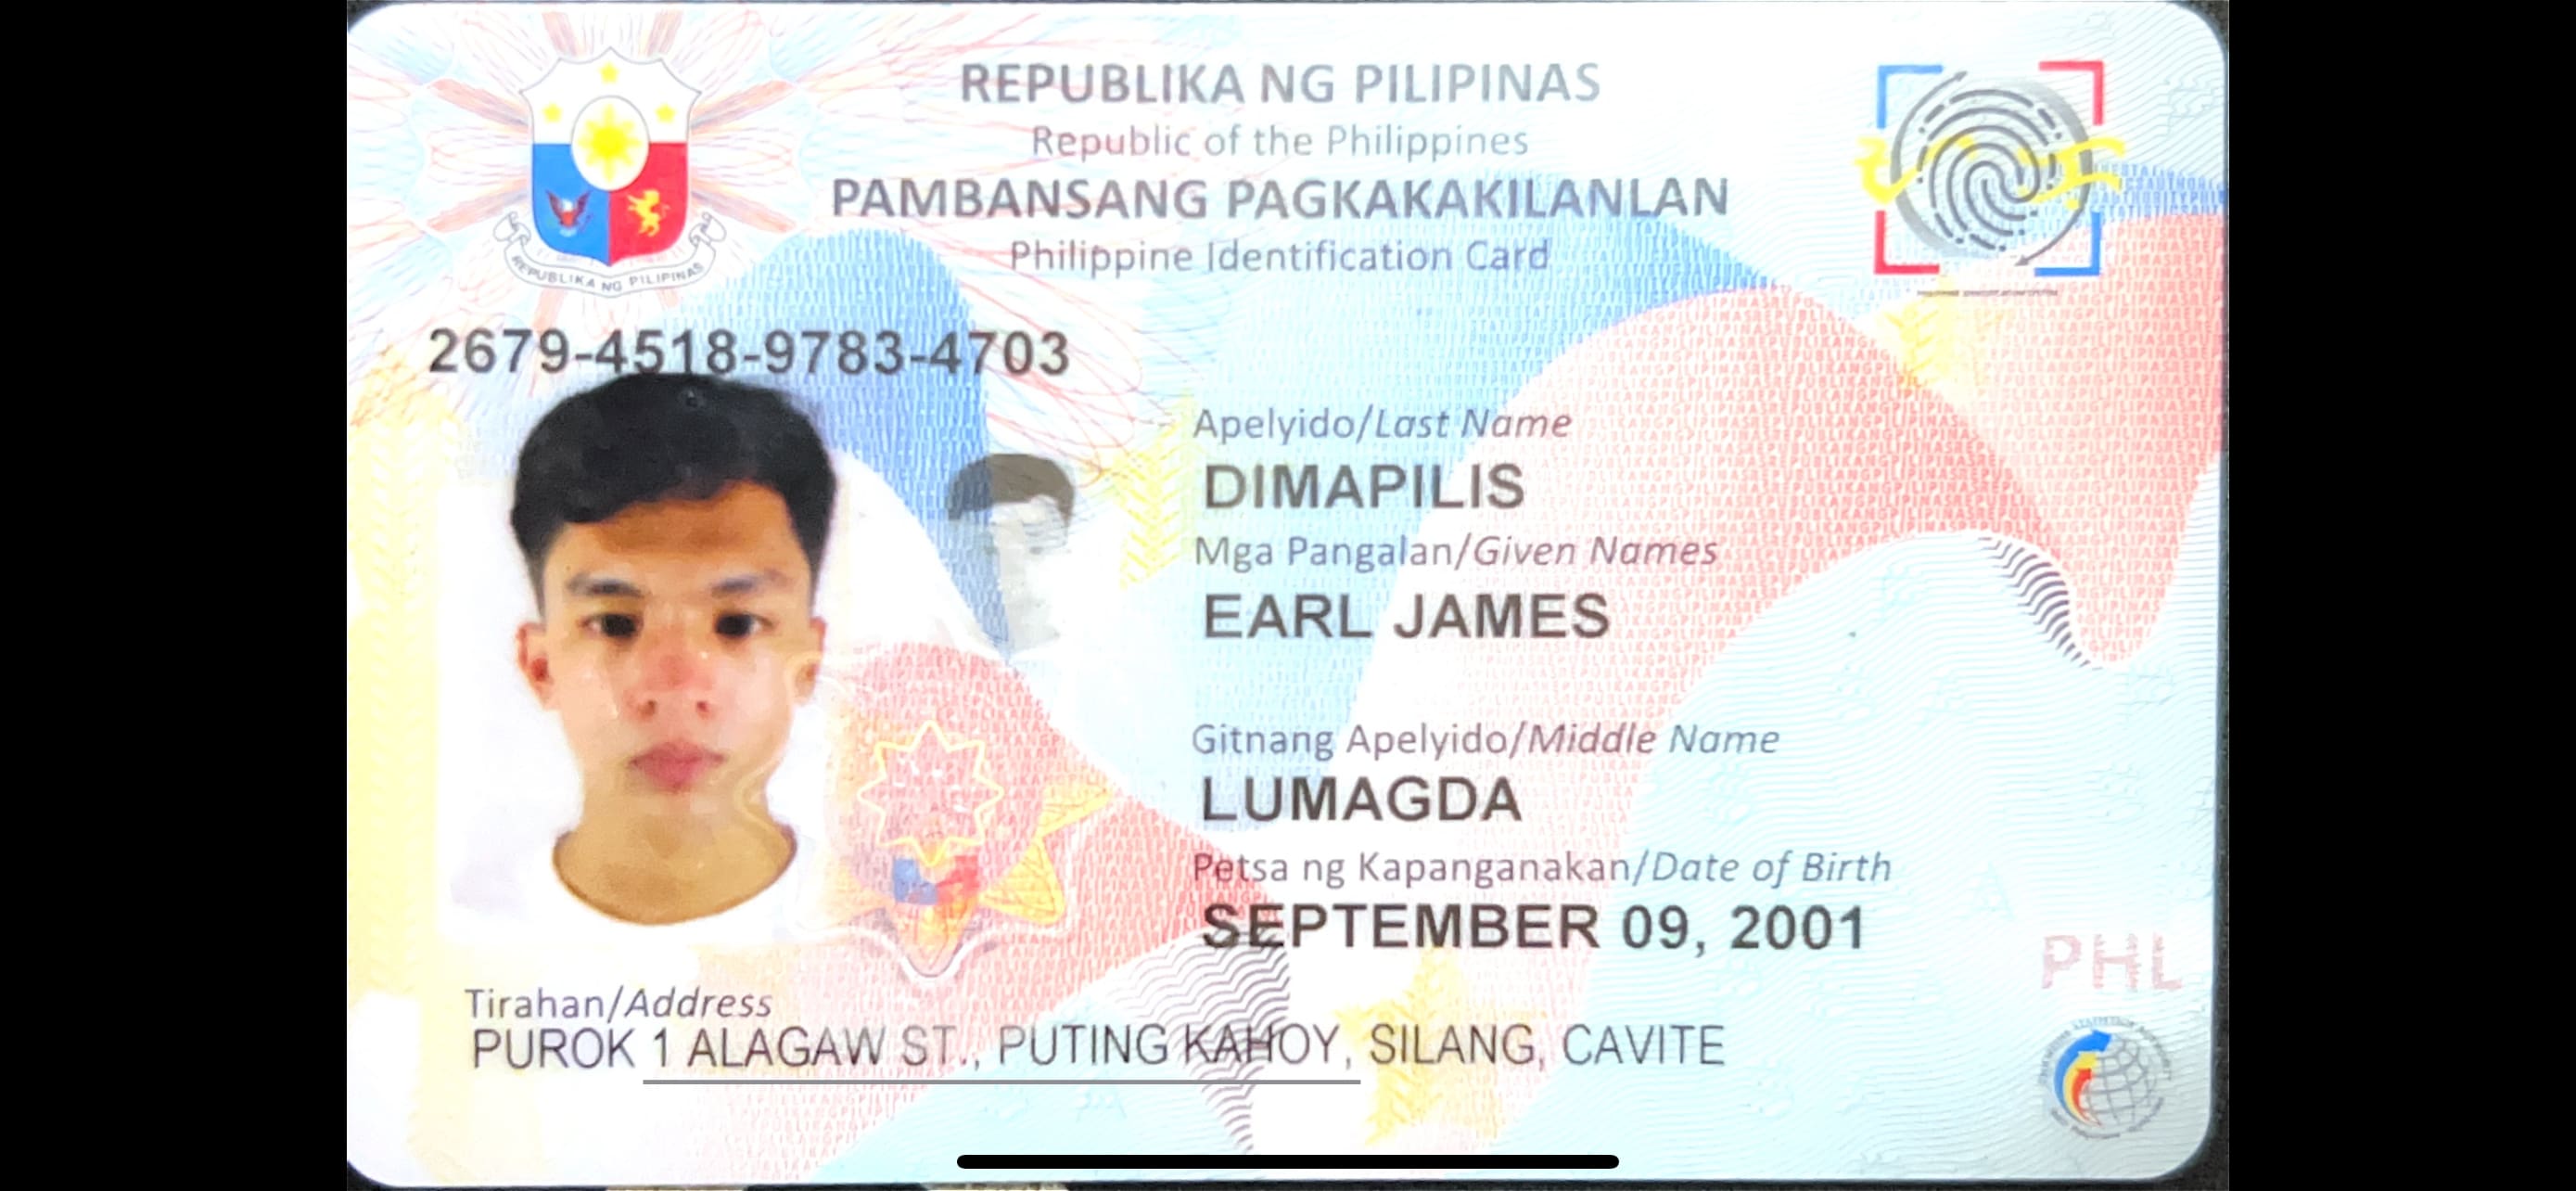 REPUBLIKA NG PILIPINAS
Republic of the Philippines
PAMBANSANG PAGKAKAKILANLAN
Philippine Identification Card
REPUBLIKA NG PILIPINAS
2679-4518-9783-4703
Apelyido/Last Name
DIMAPILIS
Mga Pangalan/Given Names
EARL JAMES
Gitnang Apelyido/Middle Name
LUMAGDA
Petsa ng Kapanganakan/Date of Birth
SEPTEMBER 09, 2001
PHL
Tirahan/Address
PUROK 1 ALAGAW ST., PUTING KAHOY, SILANG, CAVITE